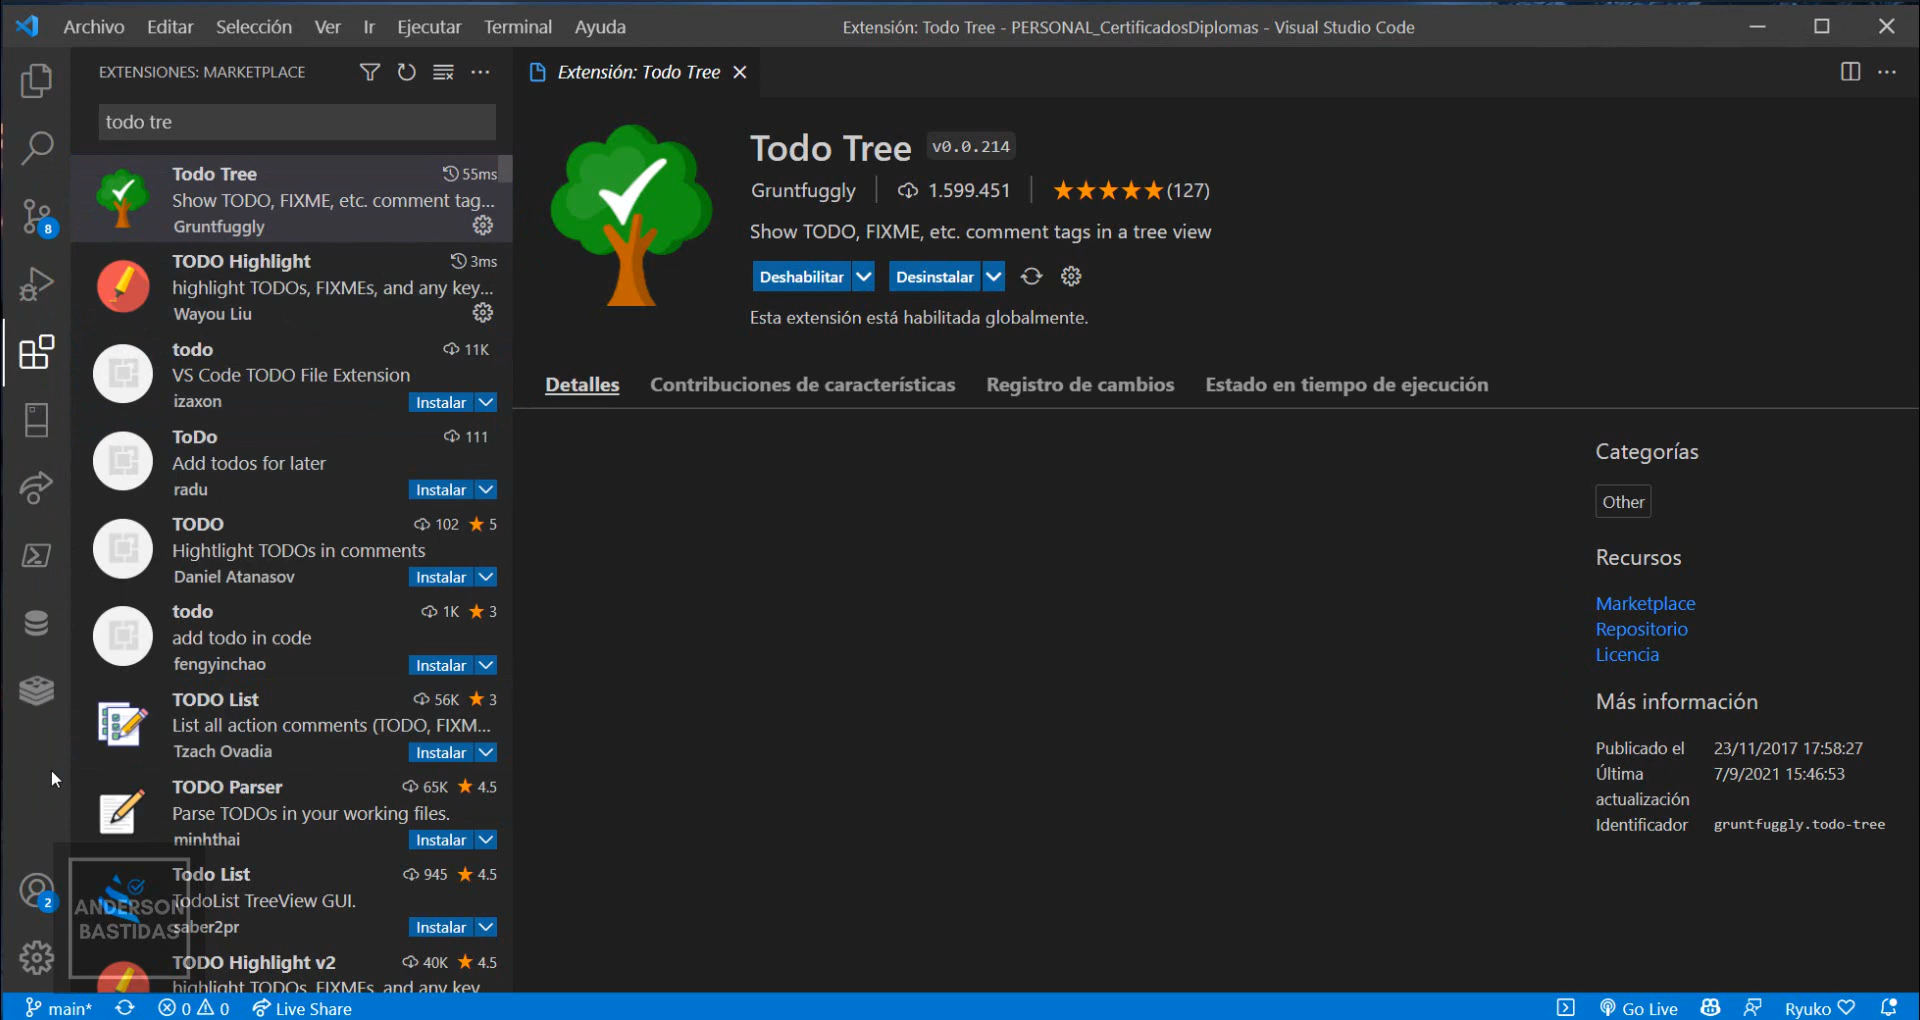 Archivo Editar Selección Ver Ir Ejecutar Terminal Ayuda
Extensión: Todo Tree - PERSONAL_CertificadosDiplomas - Visual Studio Code
EXTENSIONES: MARKETPLACE
todo tre
Todo Tree 55ms
Show TODO, FIXME, etc. comment tag...
Gruntfuggly
TODO Highlight 3ms
highlight TODOs, FIXMEs, and any key...
Wayou Liu
todo 11K
VS Code TODO File Extension
izaxon Instalar
ToDo 111
Add todos for later
radu Instalar
TODO 102 ★ 5
Hightlight TODOs in comments
Daniel Atanasov Instalar
todo 1K ★ 3
add todo in code
fengyinchao Instalar
TODO List 56K ★ 3
List all action comments (TODO, FIXM...
Tzach Ovadia Instalar
TODO Parser 65K ★ 4.5
Parse TODOs in your working files.
minhthai Instalar
Todo List 945 ★ 4.5
TodoList TreeView GUI.
saber2pr Instalar
TODO Highlight v2 40K ★ 4.5
highlight TODOs, FIXMEs, and any key
8
2
ANDERSON
BASTIDAS
Extensión: Todo Tree
Todo Tree v0.0.214
Gruntfuggly 1.599.451 ★★★★★(127)
Show TODO, FIXME, etc. comment tags in a tree view
Deshabilitar Desinstalar
Esta extensión está habilitada globalmente.
Detalles Contribuciones de características Registro de cambios Estado en tiempo de ejecución
Categorías
Other
Recursos
Marketplace
Repositorio
Licencia
Más información
Publicado el 23/11/2017 17:58:27
Última 7/9/2021 15:46:53
actualización
Identificador gruntfuggly.todo-tree
main* 0 0 Live Share
Go Live Ryuko